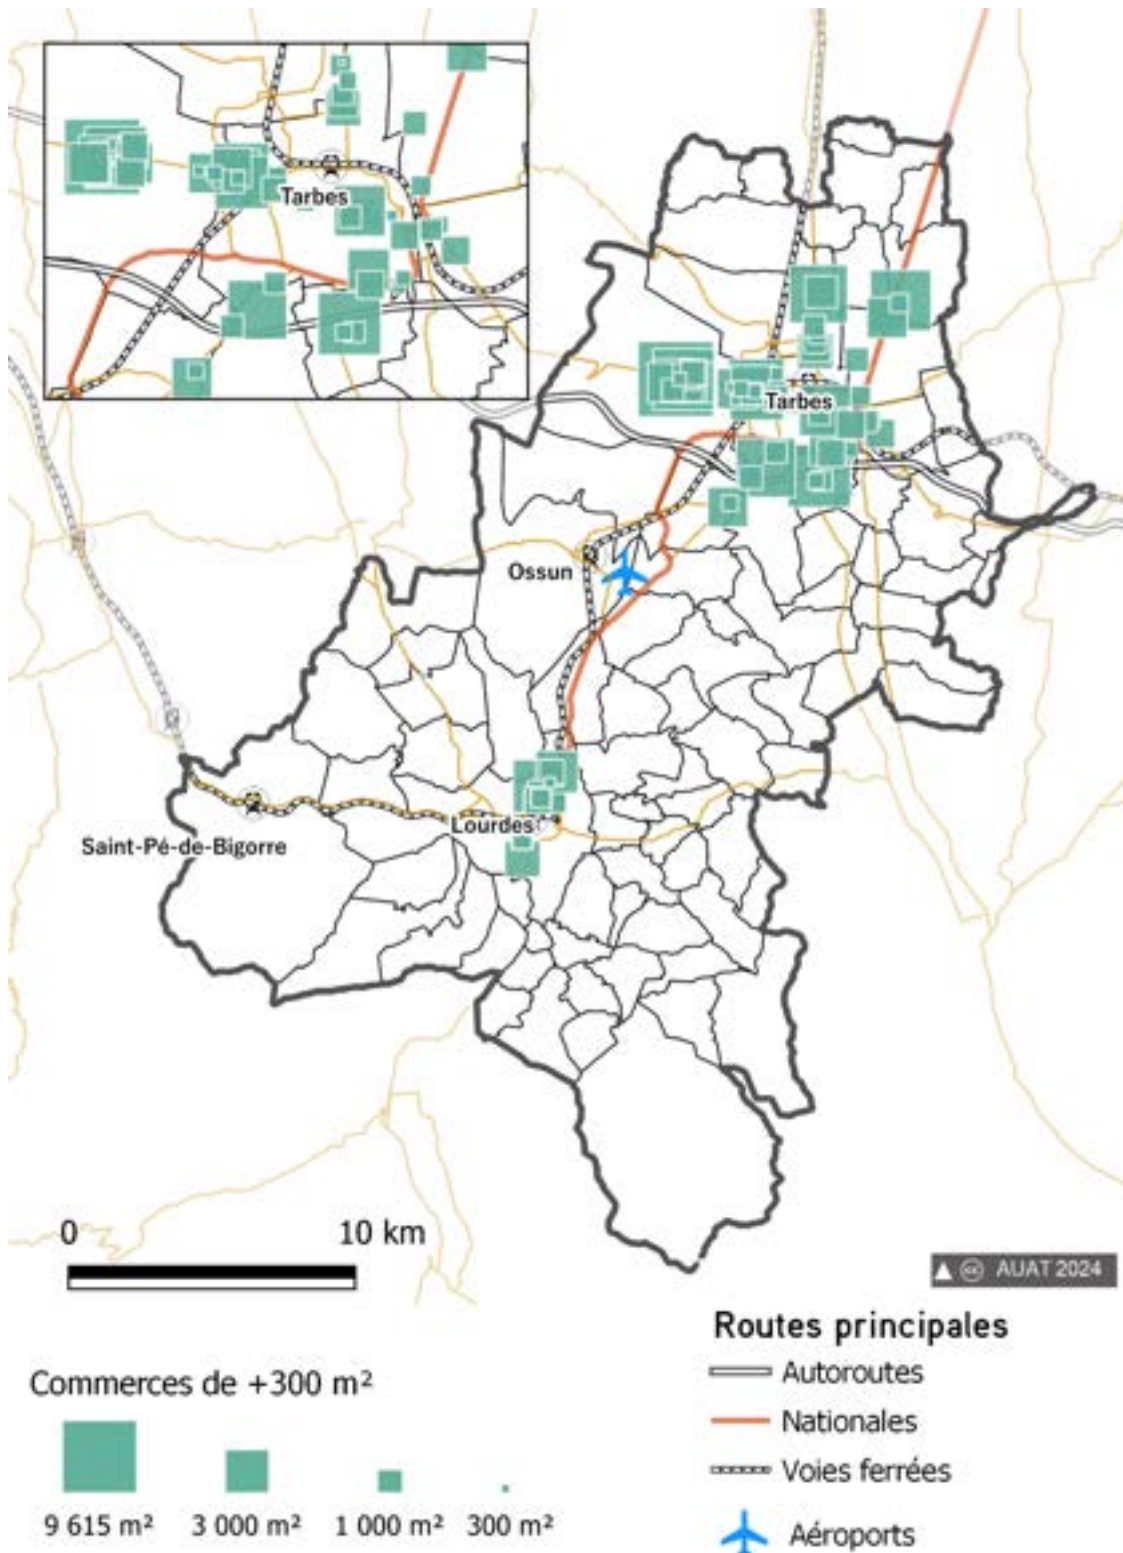 Tarbes
Tarbes
Ossun
Lourdes
Saint-Pé-de-Bigorre
0 10 km
AUAT 2024
Commerces de +300 m²
9 615 m² 3 000 m² 1 000 m² 300 m²
Routes principales
Autoroutes
Nationales
Voies ferrées
Aéroports